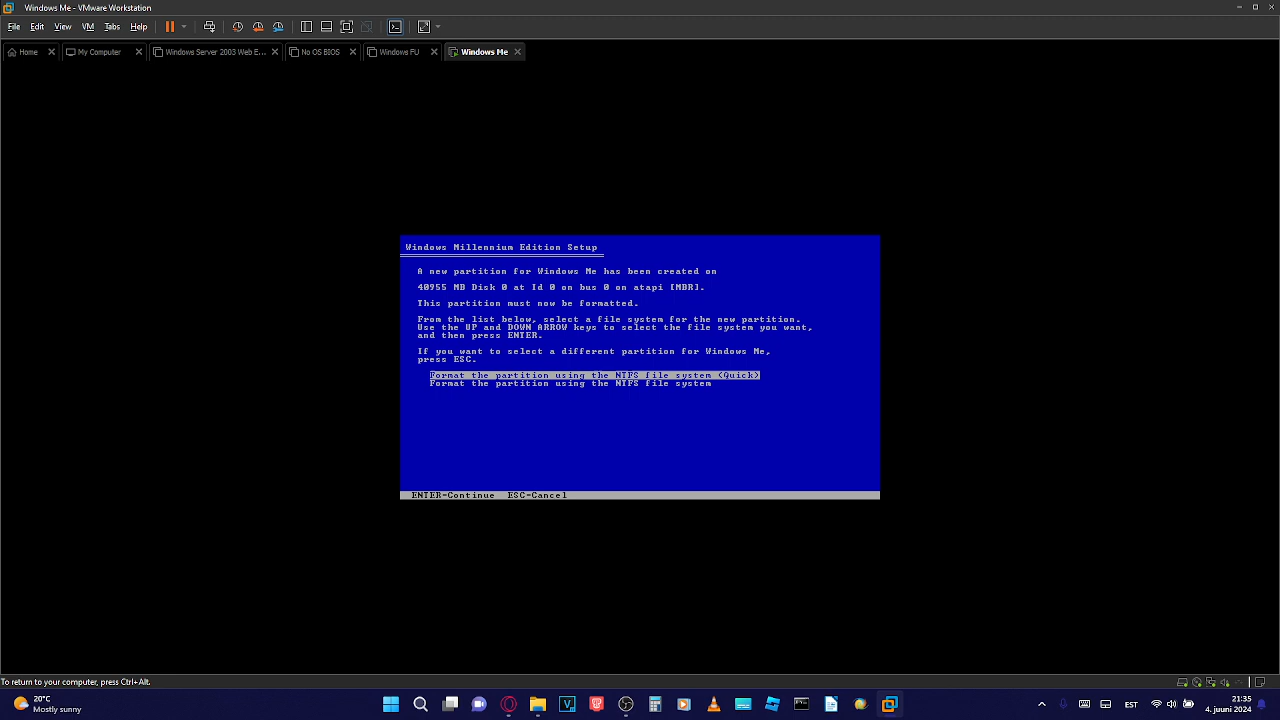 Windows Me - VMware Workstation
File Edit View VM Tabs Help
Home My Computer Windows Server 2003 Web E... No OS BIOS Windows FU Windows Me
Windows Millennium Edition Setup
A new partition for Windows Me has been created on
40955 MB Disk 0 at Id 0 on bus 0 on atapi [MBR].
This partition must now be formatted.
From the list below, select a file system for the new partition.
Use the UP and DOWN ARROW keys to select the file system you want,
and then press ENTER.
If you want to select a different partition for Windows Me,
press ESC.
Format the partition using the NTFS file system (Quick)
Format the partition using the NTFS file system
ENTER=Continue ESC=Cancel
To return to your computer, press Ctrl+Alt.
20°C
Mostly sunny
EST
21:35
4. juuni 2024